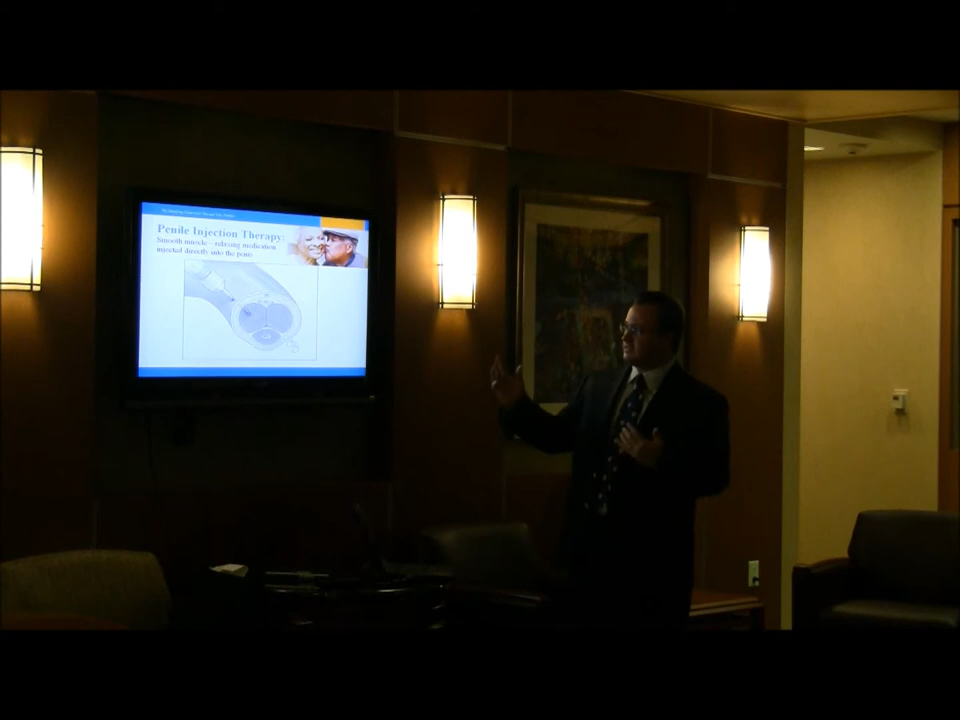 Penile Injection Therapy:
Smooth muscle – relaxing medication
injected directly into the penis